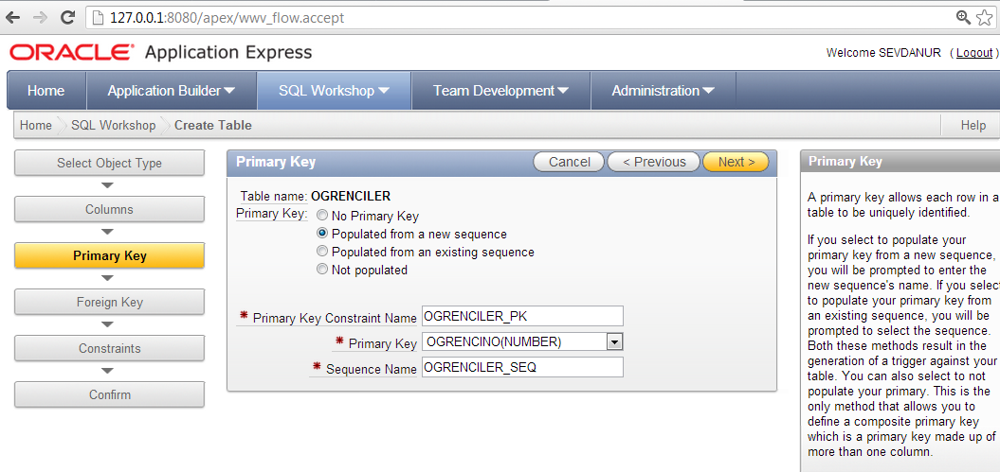 127.0.0.1:8080/apex/wwv_flow.accept
ORACLE® Application Express
Welcome SEVDANUR ( Logout )
Home Application Builder SQL Workshop Team Development Administration
Home SQL Workshop Create Table Help
Select Object Type
Columns
Primary Key
Foreign Key
Constraints
Confirm
Primary Key Cancel < Previous Next >
Table name: OGRENCILER
Primary Key: No Primary Key
Populated from a new sequence
Populated from an existing sequence
Not populated
* Primary Key Constraint Name OGRENCILER_PK
* Primary Key OGRENCINO(NUMBER)
* Sequence Name OGRENCILER_SEQ
Primary Key
A primary key allows each row in a
table to be uniquely identified.
If you select to populate your
primary key from a new sequence,
you will be prompted to enter the
new sequence's name. If you select
to populate your primary key from
an existing sequence, you will be
prompted to select the sequence.
Both these methods result in the
generation of a trigger against your
table. You can also select to not
populate your primary. This is the
only method that allows you to
define a composite primary key
which is a primary key made up of
more than one column.